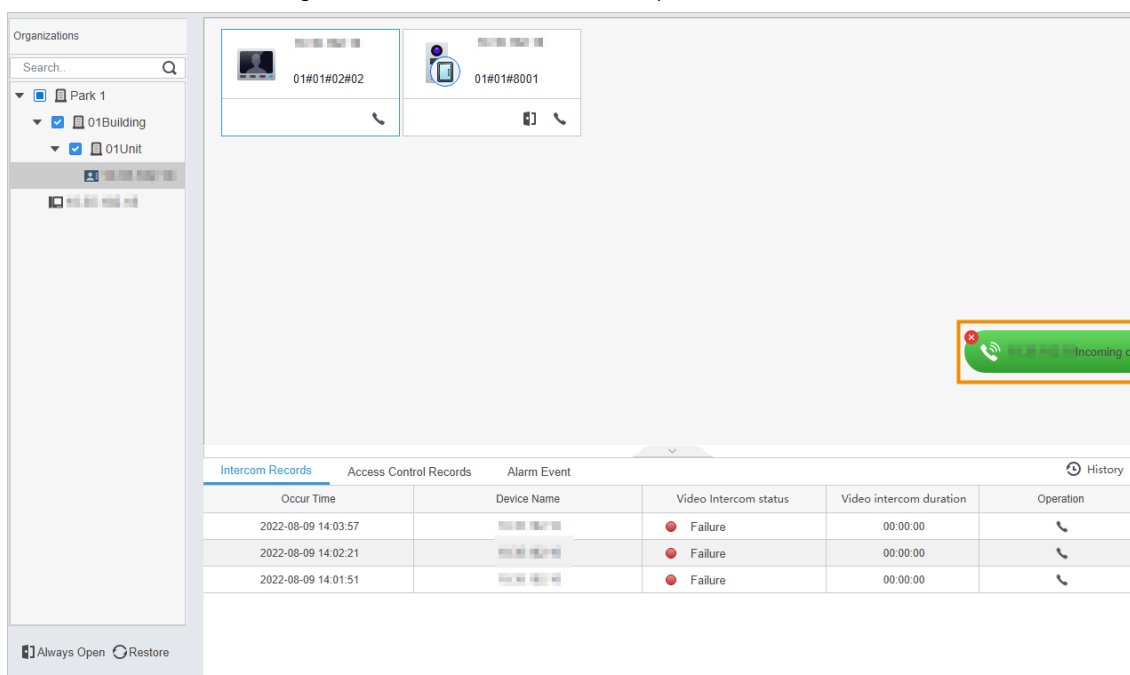 Organizations
Search..
Park 1
01Building
01Unit
01#01#02#02
01#01#8001
Incoming
Intercom Records Access Control Records Alarm Event History
Occur Time Device Name Video Intercom status Video intercom duration Operation
2022-08-09 14:03:57 Failure 00:00:00
2022-08-09 14:02:21 Failure 00:00:00
2022-08-09 14:01:51 Failure 00:00:00
Always Open Restore